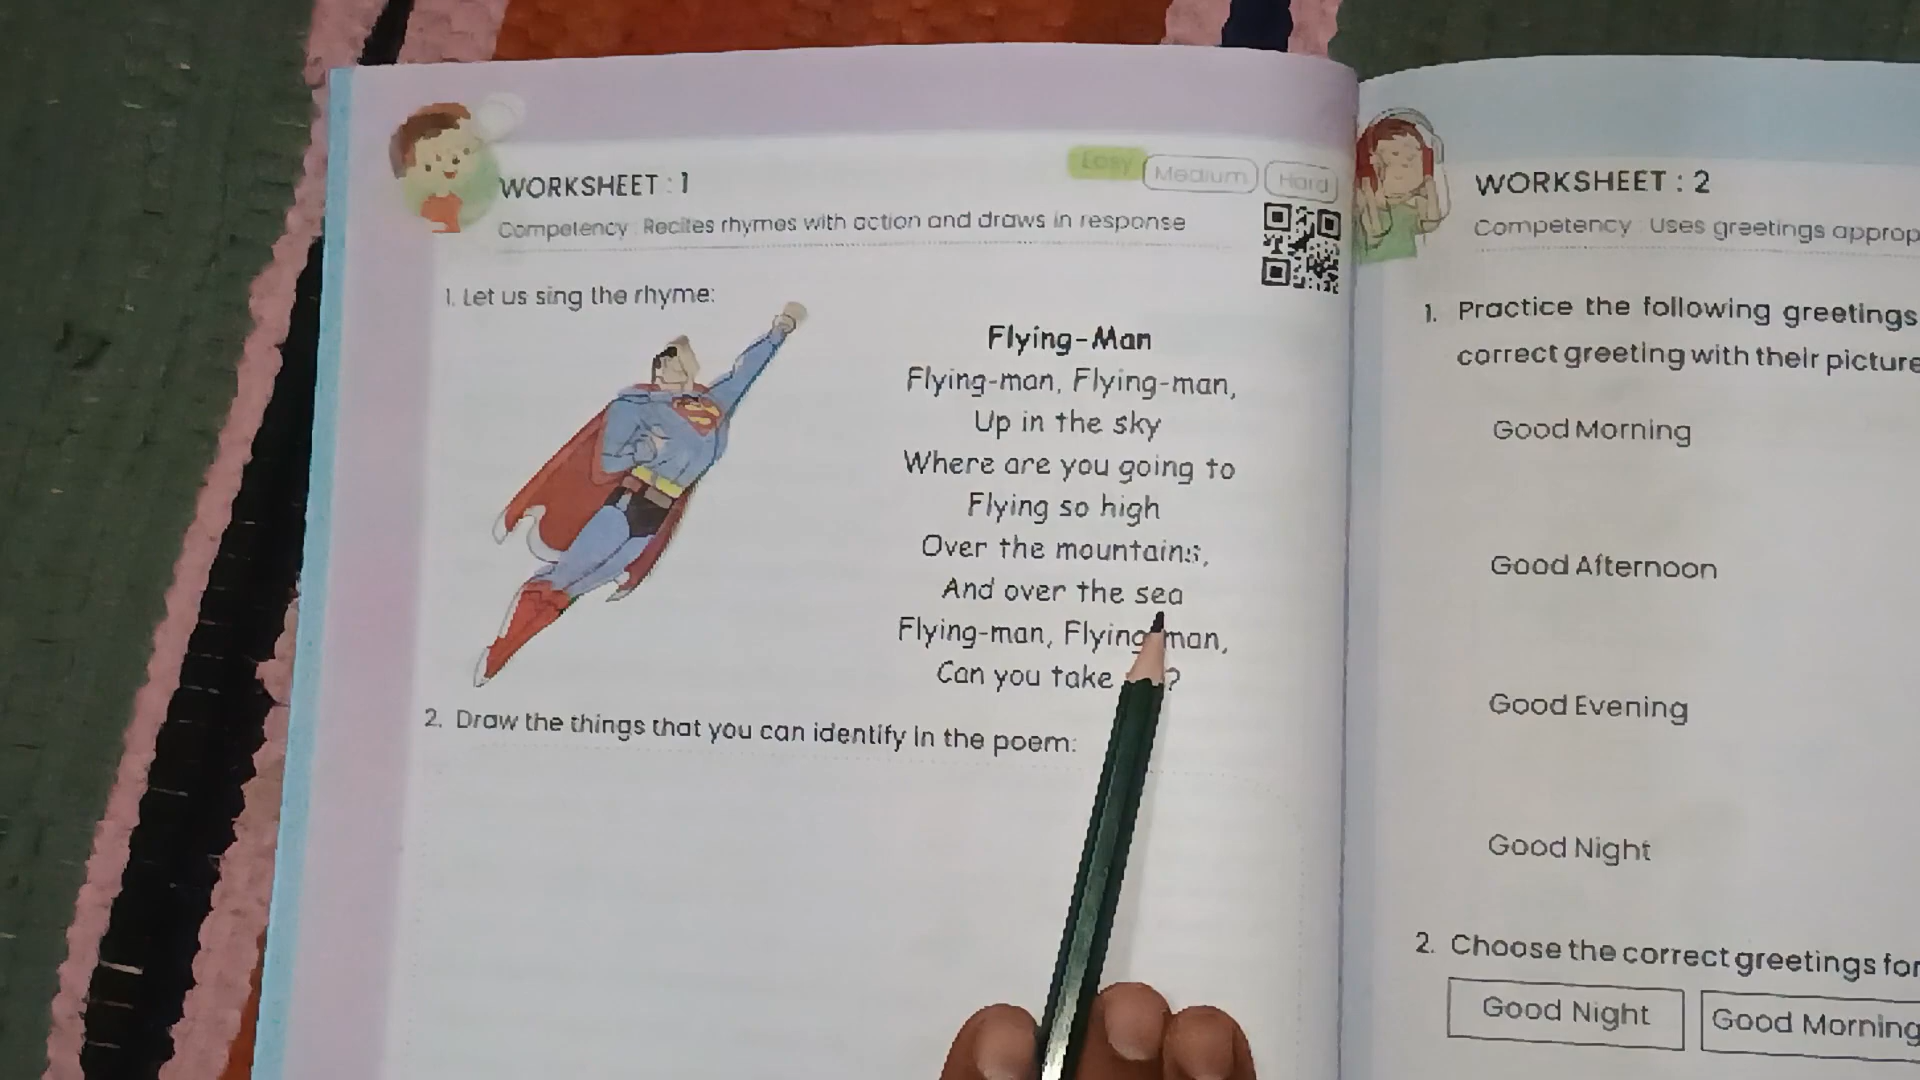 WORKSHEET : 1
Easy Medium Hard
Competency : Recites rhymes with action and draws in response
1. Let us sing the rhyme:
Flying-Man
Flying-man, Flying-man,
Up in the sky
Where are you going to
Flying so high
Over the mountains,
And over the sea
Flying-man, Flying-man,
Can you take ?
2. Draw the things that you can identify in the poem:
WORKSHEET : 2
Competency : Uses greetings
1. Practice the following greetings
correct greeting with their picture
Good Morning
Good Afternoon
Good Evening
Good Night
2. Choose the correct greetings for
Good Night
Good Morning